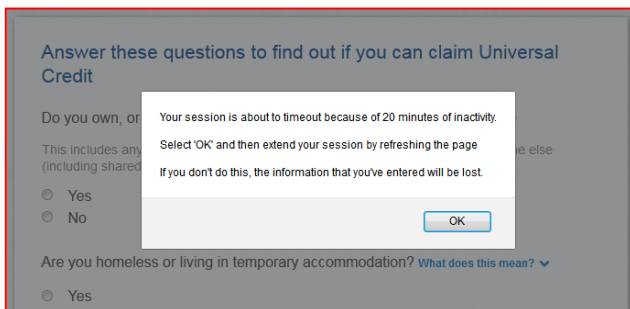 Answer these questions to find out if you can claim Universal
Credit
Do you own, or
Your session is about to timeout because of 20 minutes of inactivity.
Select 'OK' and then extend your session by refreshing the page
If you don't do this, the information that you've entered will be lost.
OK
This includes any
else
(including shared
Yes
No
Are you homeless or living in temporary accommodation? What does this mean?
Yes